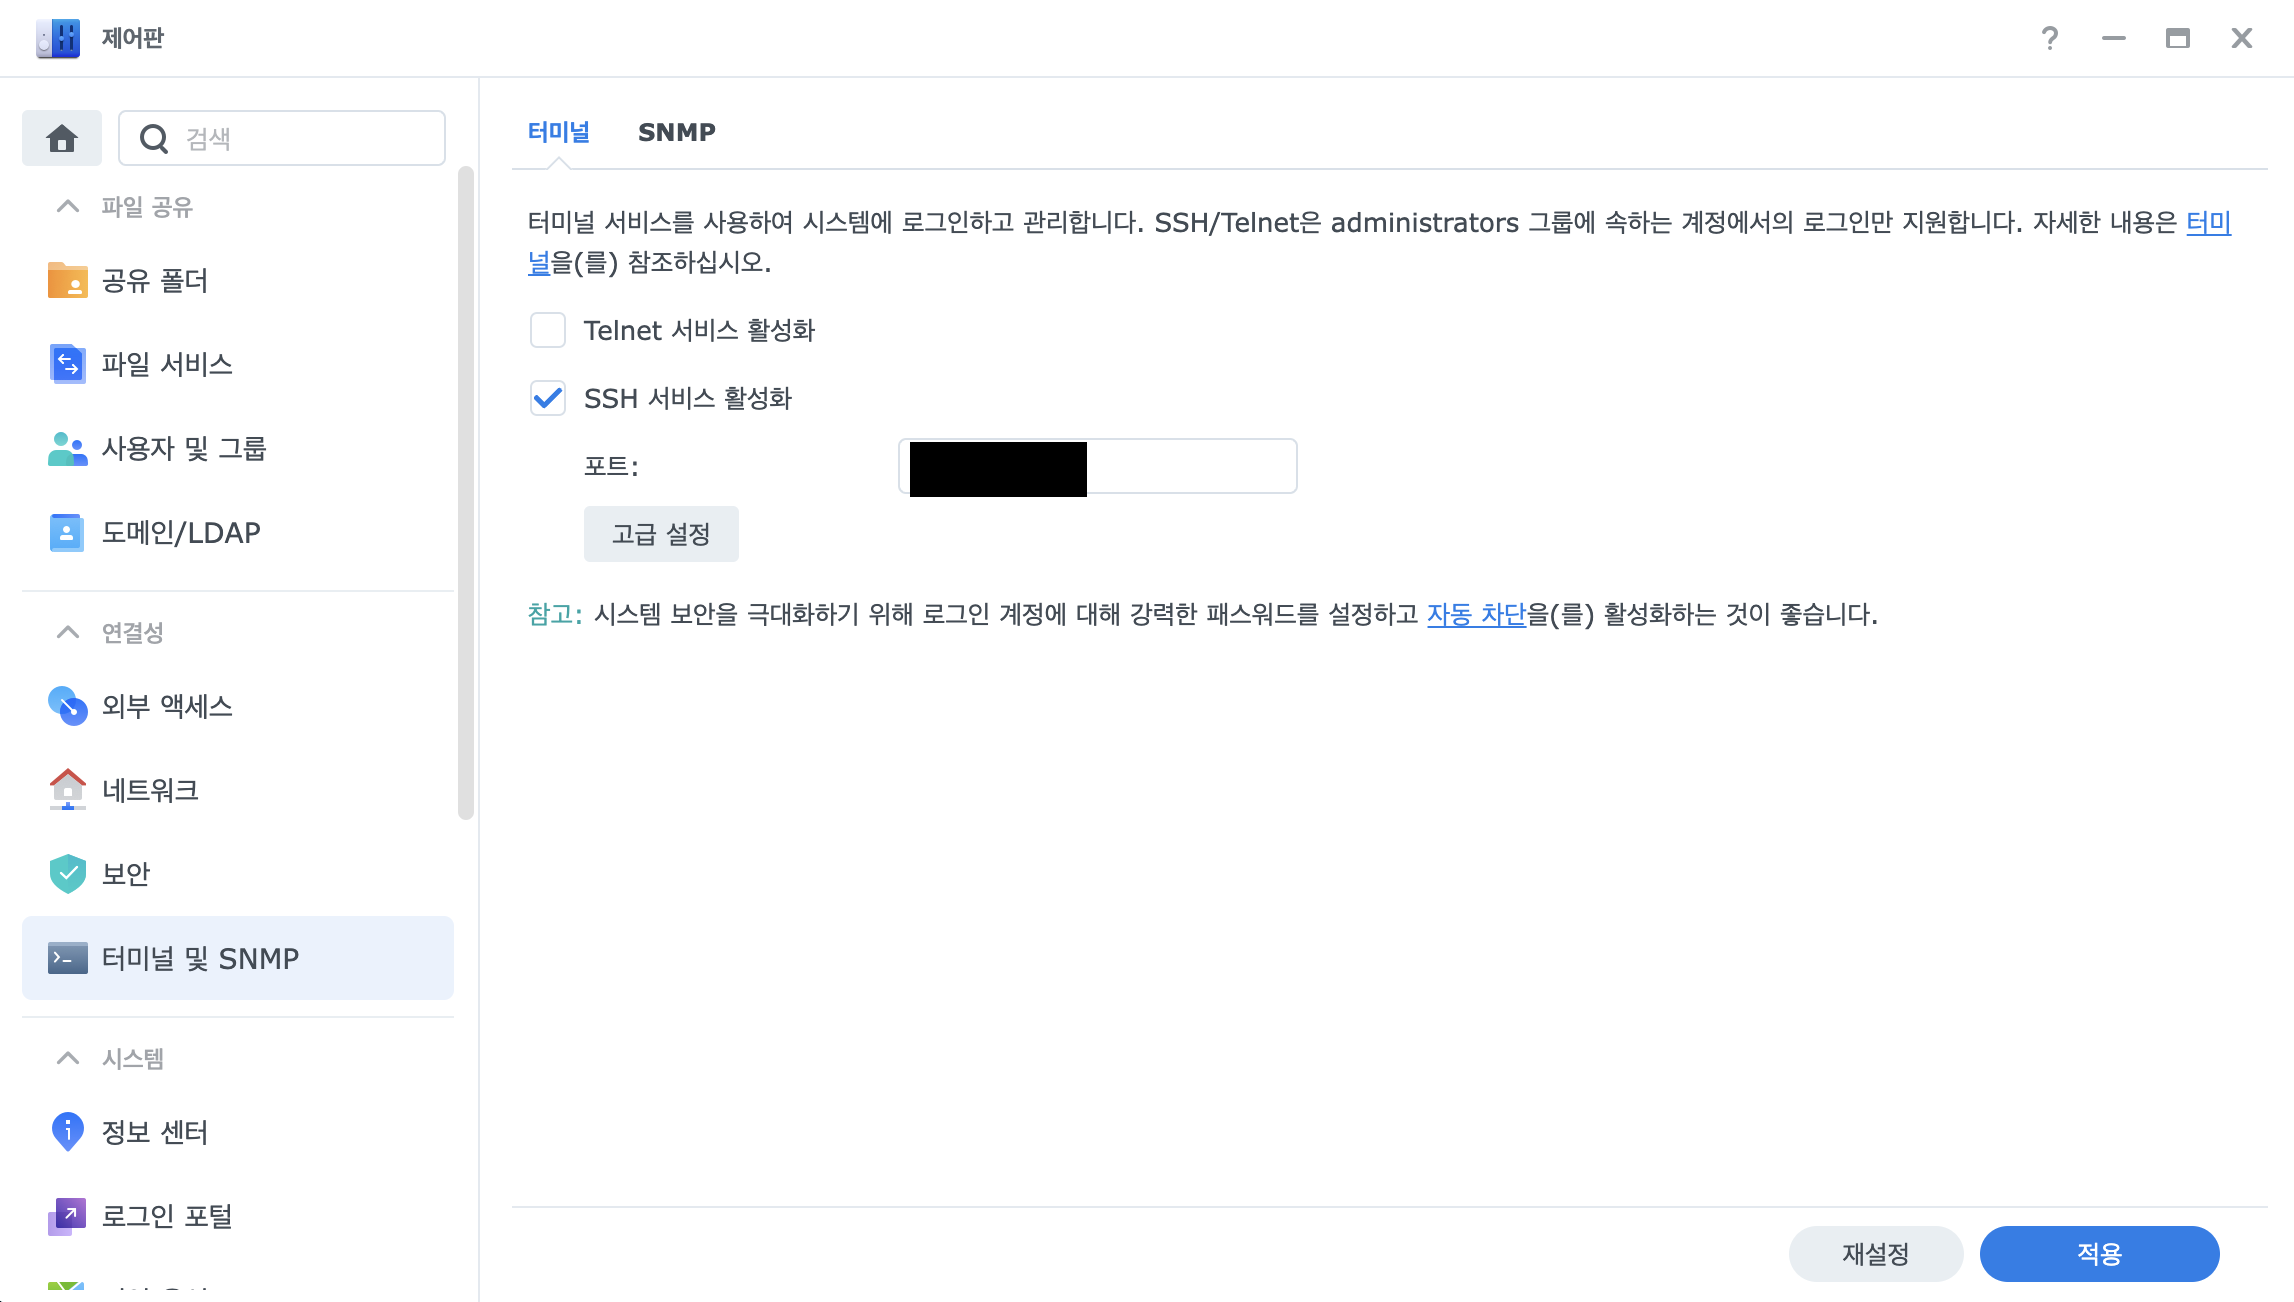 제어판
검색
파일 공유
공유 폴더
파일 서비스
사용자 및 그룹
도메인/LDAP
연결성
외부 액세스
네트워크
보안
터미널 및 SNMP
시스템
정보 센터
로그인 포털
터미널 SNMP
터미널 서비스를 사용하여 시스템에 로그인하고 관리합니다. SSH/Telnet은 administrators 그룹에 속하는 계정에서의 로그인만 지원합니다. 자세한 내용은 터미
널을(를) 참조하십시오.
Telnet 서비스 활성화
SSH 서비스 활성화
포트:
고급 설정
참고: 시스템 보안을 극대화하기 위해 로그인 계정에 대해 강력한 패스워드를 설정하고 자동 차단을(를) 활성화하는 것이 좋습니다.
재설정 적용